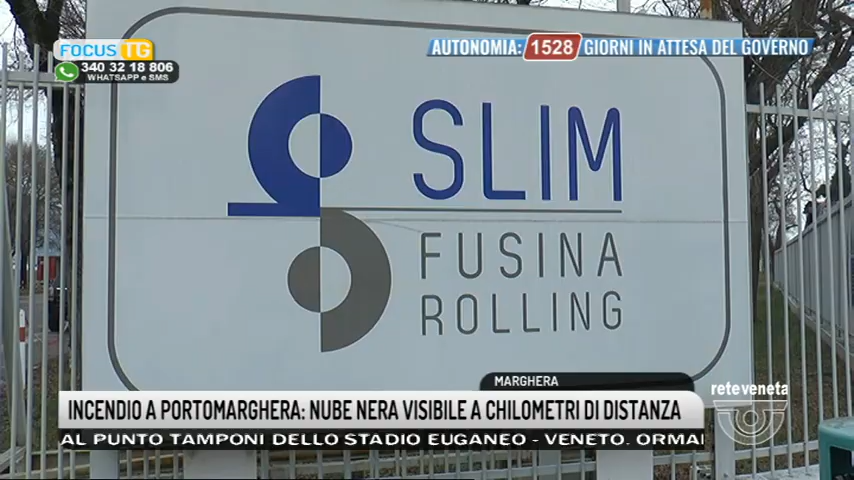 FOCUS TG
340 32 18 806
WHATSAPP e SMS
AUTONOMIA: 1528 GIORNI IN ATTESA DEL GOVERNO
SLIM
FUSINA
ROLLING
MARGHERA
INCENDIO A PORTOMARGHERA: NUBE NERA VISIBILE A CHILOMETRI DI DISTANZA
reteveneta
AL PUNTO TAMPONI DELLO STADIO EUGANEO - VENETO. ORMAI